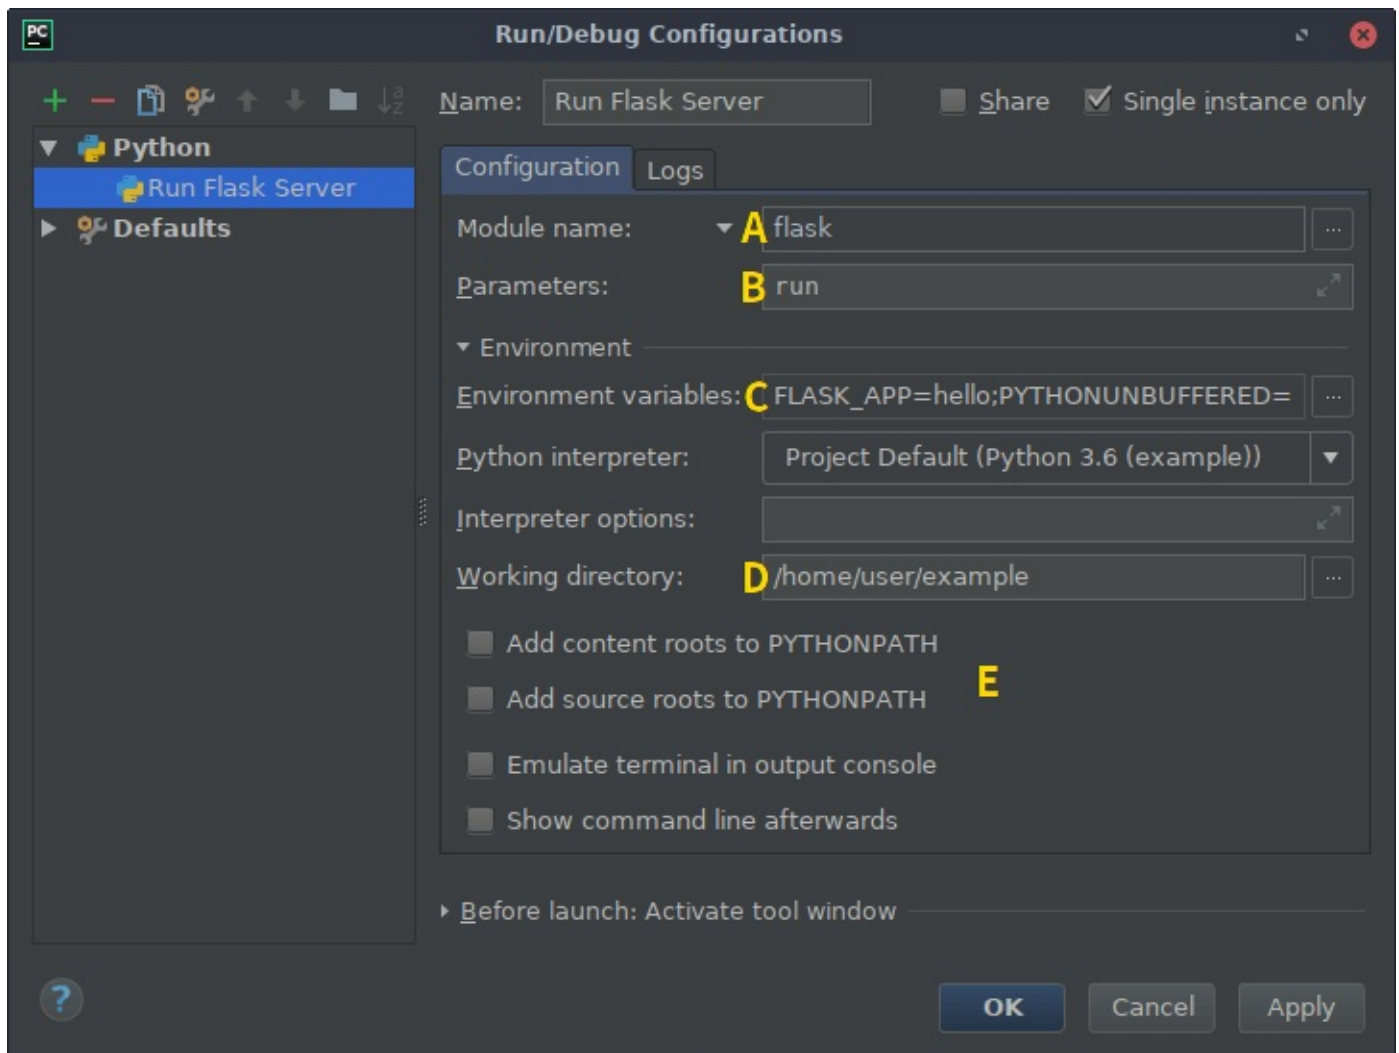 PC
Run/Debug Configurations
Name: Run Flask Server Share Single instance only
Python
Run Flask Server
Defaults
Configuration Logs
Module name: A flask ...
Parameters: B run
Environment
Environment variables: C FLASK_APP=hello;PYTHONUNBUFFERED= ...
Python interpreter: Project Default (Python 3.6 (example))
Interpreter options:
Working directory: D /home/user/example ...
Add content roots to PYTHONPATH
E
Add source roots to PYTHONPATH
Emulate terminal in output console
Show command line afterwards
Before launch: Activate tool window
? OK Cancel Apply